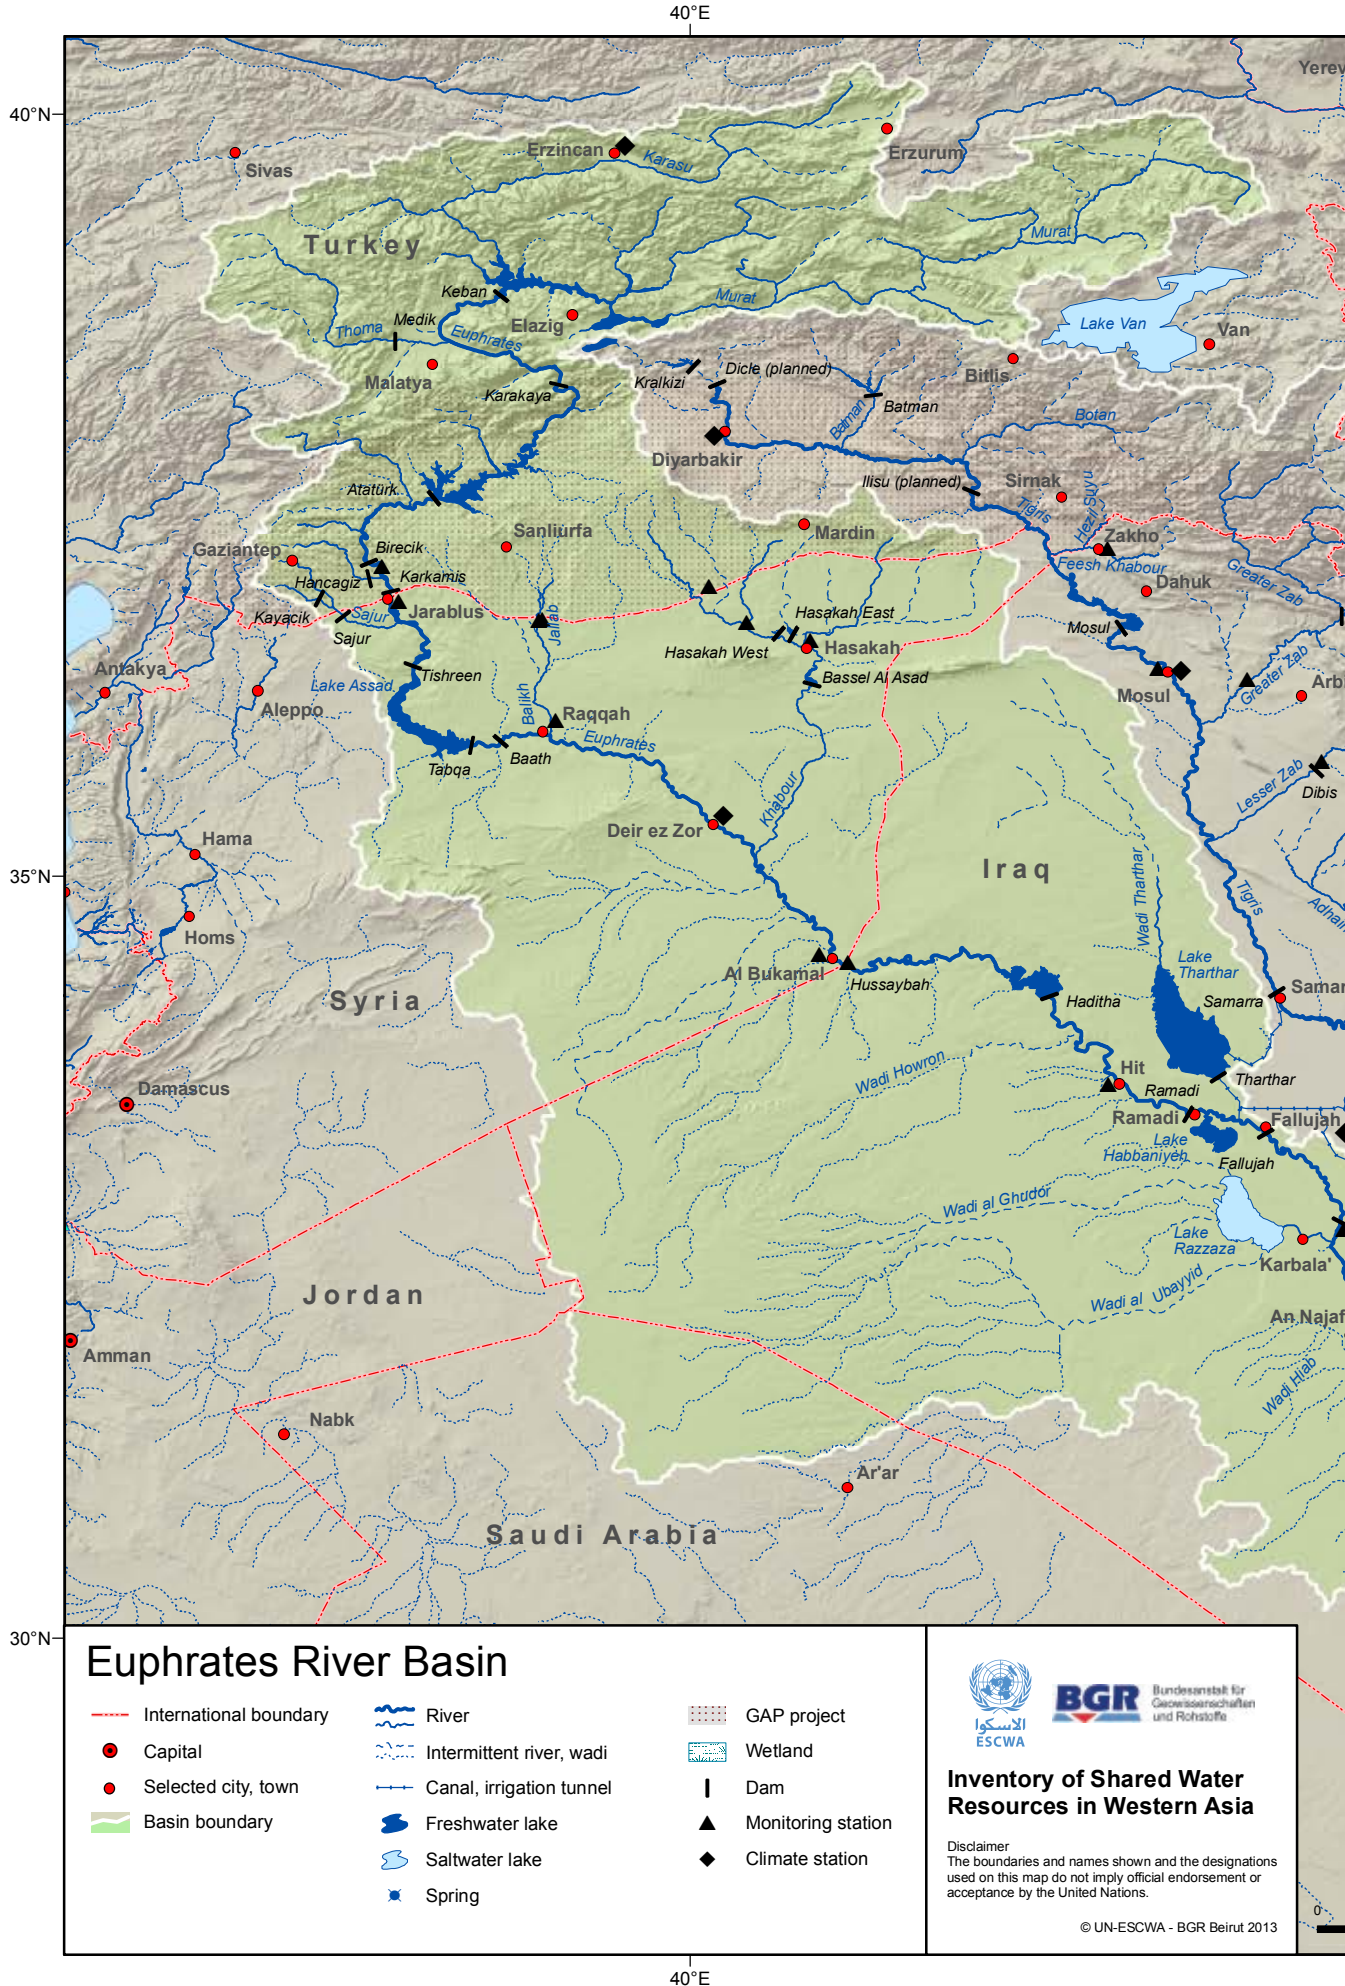 40°E
Yerev
40°N
Erzincan
Karasu
Erzurum
Sivas
Turkey
Murat
Keban
Murat
Elazig
Lake Van
Van
Thoma
Medik
Euphrates
Malatya
Karakaya
Kralkizi
Dicle (planned)
Bitlis
Batman
Batman
Botan
Diyarbakir
Ilisu (planned)
Sirnak
Atatürk
Tigris
Hezil Suyu
Sanliurfa
Mardin
Zakho
Gaziantep
Birecik
Feesh Khabour
Greater Zab
Hancagiz
Karkamis
Dahuk
Kayacik
Sajur
Jarablus
Jallab
Hasakah East
Sajur
Mosul
Hasakah West
Hasakah
Greater Zab
Antakya
Lake Assad
Tishreen
Bassel Al Asad
Mosul
Arb
Aleppo
Balikh
Raqqah
Euphrates
Tabqa
Baath
Khabour
Lesser Zab
Dibis
Deir ez Zor
Hama
Iraq
35°N
Wadi Tharthar
Tigris
Adhaim
Homs
Al Bukamal
Hussaybah
Lake
Tharthar
Syria
Haditha
Samarra
Samar
Wadi Howron
Hit
Tharthar
Damascus
Ramadi
Ramadi
Fallujah
Lake
Habbaniyeh
Fallujah
Wadi al Ghudor
Lake
Razzaza
Karbala'
Jordan
Wadi al Ubayyid
An Najaf
Amman
Wadi Hiab
Nabk
Ar'ar
Saudi Arabia
30°N
Euphrates River Basin
International boundary
Capital
Selected city, town
Basin boundary
River
Intermittent river, wadi
Canal, irrigation tunnel
Freshwater lake
Saltwater lake
Spring
GAP project
Wetland
Dam
Monitoring station
Climate station
الاسكوا
ESCWA
BGR
Bundesanstalt für
Geowissenschaften
und Rohstoffe
Inventory of Shared Water
Resources in Western Asia
Disclaimer
The boundaries and names shown and the designations
used on this map do not imply official endorsement or
acceptance by the United Nations.
© UN-ESCWA - BGR Beirut 2013
0
40°E